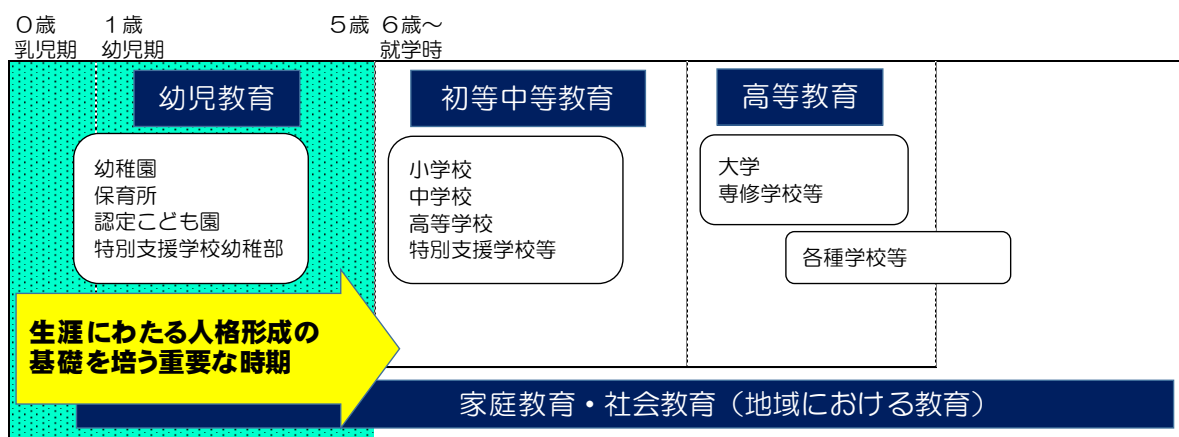 ０歳
１歳
５歳
６歳～
乳児期
幼児期
就学時
幼児教育
初等中等教育
高等教育
幼稚園
保育所
認定こども園
特別支援学校幼稚部
小学校
中学校
高等学校
特別支援学校等
大学
専修学校等
各種学校等
生涯にわたる人格形成の
基礎を培う重要な時期
家庭教育・社会教育（地域における教育）